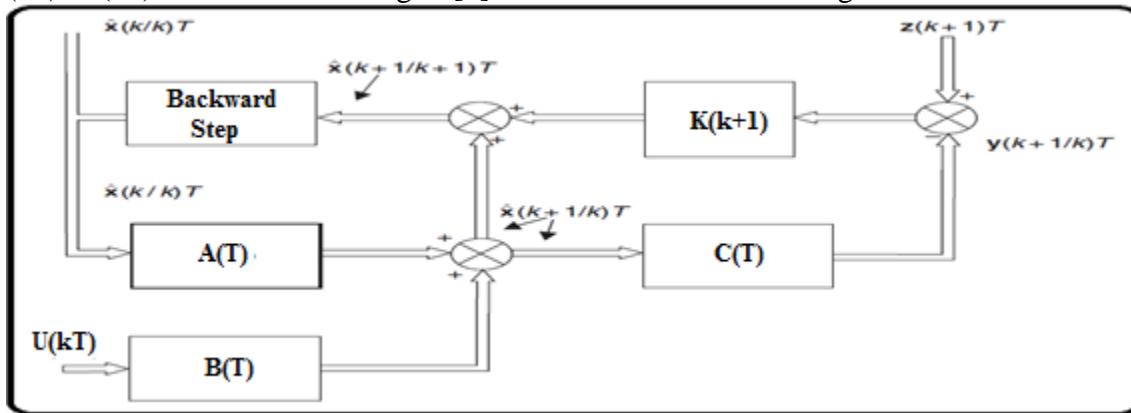 x̂(k/k)T
z(k+1)T
x̂(k+1/k+1)T
Backward
Step
+
K(k+1)
+
+
−
y(k+1/k)T
x̂(k/k)T
x̂(k+1/k)T
+
A(T)
+
C(T)
U(kT)
B(T)